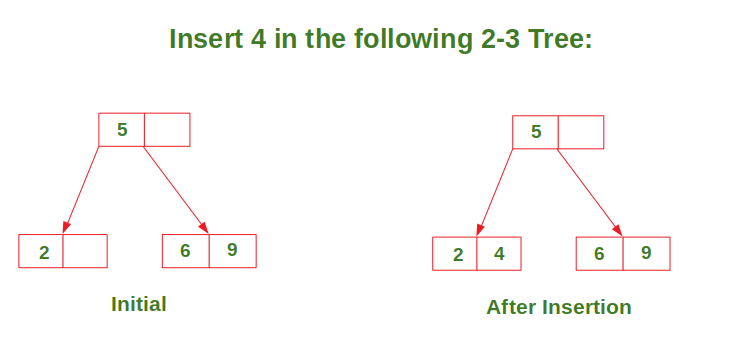 Insert 4 in the following 2-3 Tree:
5
2
6 9
Initial
5
2 4
6 9
After Insertion